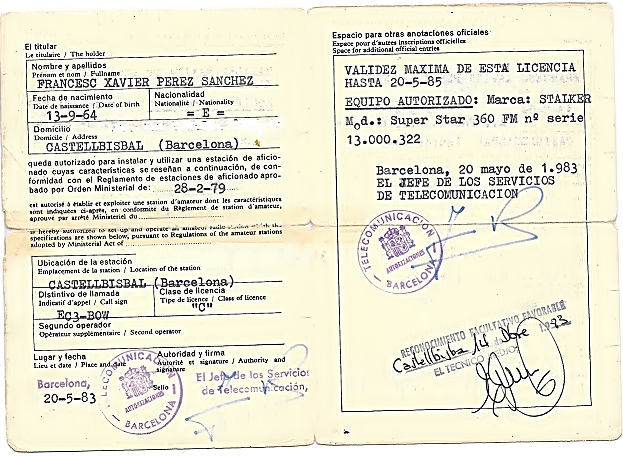 El titular
Le titulaire / The holder
Nombre y apellidos
Prénom et nom / Fullname
FRANCESC XAVIER PEREZ SANCHEZ
Fecha de nacimiento
Date de naissance / Date of birth
13-9-64
Nacionalidad
Nationalité / Nationality
= E =
Domicilio
Domicile / Address
CASTELLBISBAL (Barcelona)
queda autorizado para instalar y utilizar una estación de aficio-
nado cuyas características se reseñan a continuación, de con-
formidad con el Reglamento de estaciones de aficionado apro-
bado por Orden Ministerial de: 28-2-79
est autorisé à établir et exploiter une station d'amateur dont les caractéristiques
sont indiquées ci-après, en conformité du Règlement de station d'amateur,
approuvé par arrêté Ministeriel du
is hereby authorized to set up and operate an amateur radio station which the
specifications are shown below, pursuant to Regulations of the amateur stations
adopted by Ministerial Act of
Ubicación de la estación
Emplacement de la station / Location of the station
CASTELLBISBAL (Barcelona)
Distintivo de llamada
Indicatif d'appel / Call sign
EC3-BOW
Clase de licencia
Type de licence / Class of licence
"C"
Segundo operador
Opérateur supplémentaire / Second operator
Lugar y fecha
Lieu et date / Place and date
Barcelona,
20-5-83
Sello
TELECOMUNICACIÓN
AUTORIZACIONES
BARCELONA
Autoridad y firma
Autorité et signature / Authority and
signature
El Jefe de los Servicios
de Telecomunicación,
Espacio para otras anotaciones oficiales
Espace pour d'autres inscriptions officielles
Space for additional official entries
VALIDEZ MAXIMA DE ESTA LICENCIA
HASTA 20-5-85
EQUIPO AUTORIZADO: Marca: STALKER
Mod.: Super Star 360 FM nº serie
13.000.322
Barcelona, 20 mayo de 1.983
EL JEFE DE LOS SERVICIOS
DE TELECOMUNICACION
TELECOMUNICACIÓN
AUTORIZACIONES
BARCELONA
RECONOCIMIENTO FACULTATIVO FAVORABLE
14
EL TECNICO